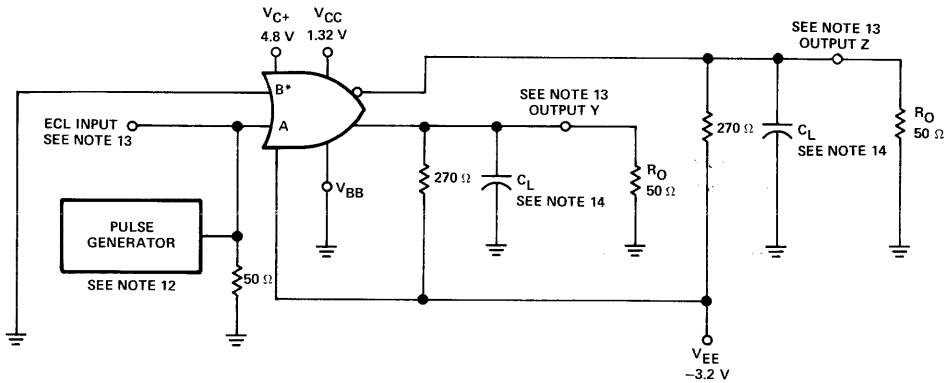 VC+
4.8 V
VCC
1.32 V
SEE NOTE 13
OUTPUT Z
B*
SEE NOTE 13
OUTPUT Y
ECL INPUT
SEE NOTE 13
A
RO
50 Ω
270 Ω
CL
SEE NOTE 14
270 Ω
CL
SEE NOTE 14
RO
50 Ω
VBB
PULSE
GENERATOR
SEE NOTE 12
50 Ω
VEE
−3.2 V